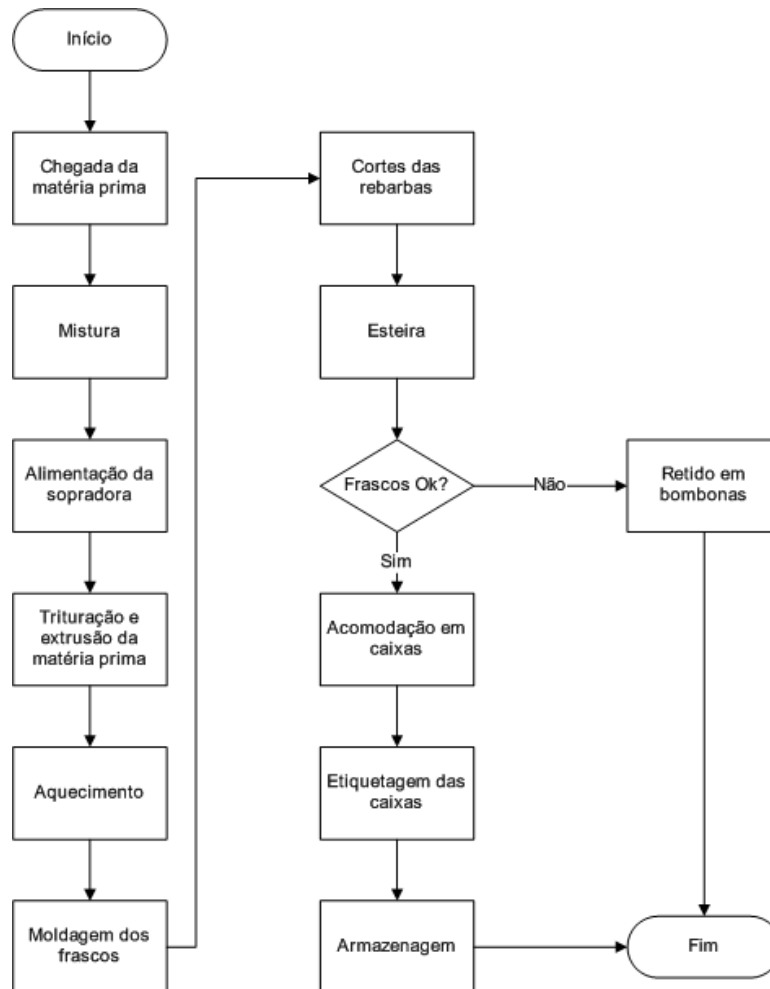 Início
Chegada da
matéria prima
Mistura
Alimentação da
sopradora
Trituração e
extrusão da
matéria prima
Aquecimento
Moldagem dos
frascos
Cortes das
rebarbas
Esteira
Frascos Ok?
Não
Retido em
bombonas
Sim
Acomodação em
caixas
Etiquetagem das
caixas
Armazenagem
Fim